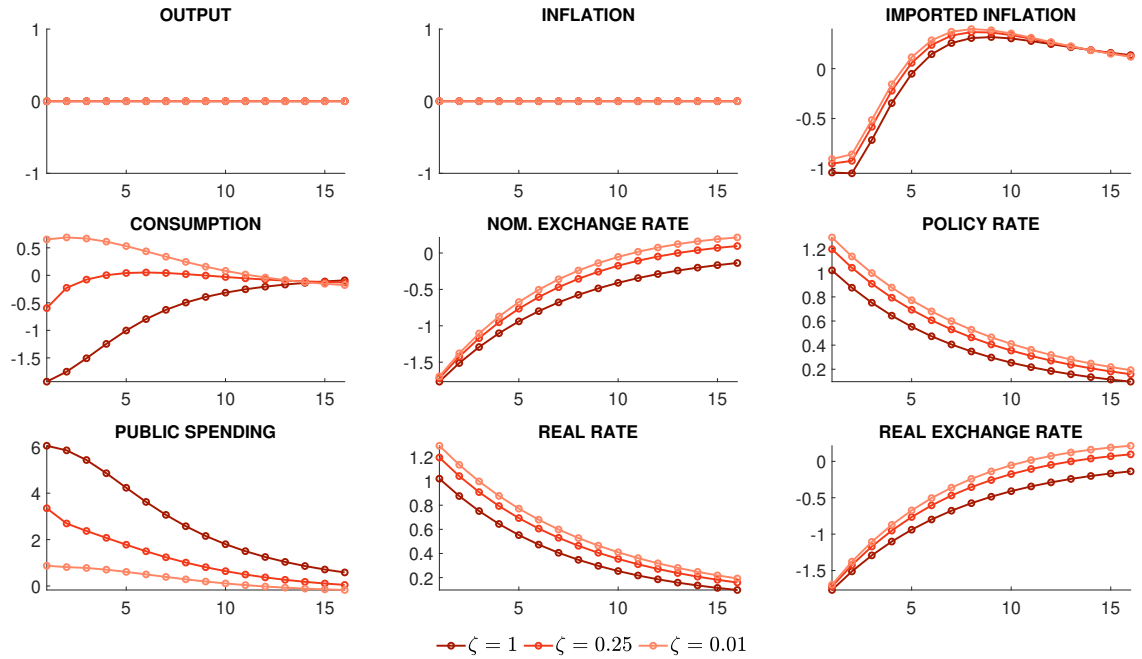 OUTPUT INFLATION IMPORTED INFLATION
1 0 -1 5 10 15
1 0 -1 5 10 15
0 -0.5 -1 5 10 15
CONSUMPTION NOM. EXCHANGE RATE POLICY RATE
0.5 0 -0.5 -1 -1.5 5 10 15
0 -0.5 -1 -1.5 5 10 15
1.2 1 0.8 0.6 0.4 0.2 5 10 15
PUBLIC SPENDING REAL RATE REAL EXCHANGE RATE
6 4 2 0 5 10 15
1.2 1 0.8 0.6 0.4 0.2 5 10 15
0 -0.5 -1 -1.5 5 10 15
ζ = 1 ζ = 0.25 ζ = 0.01